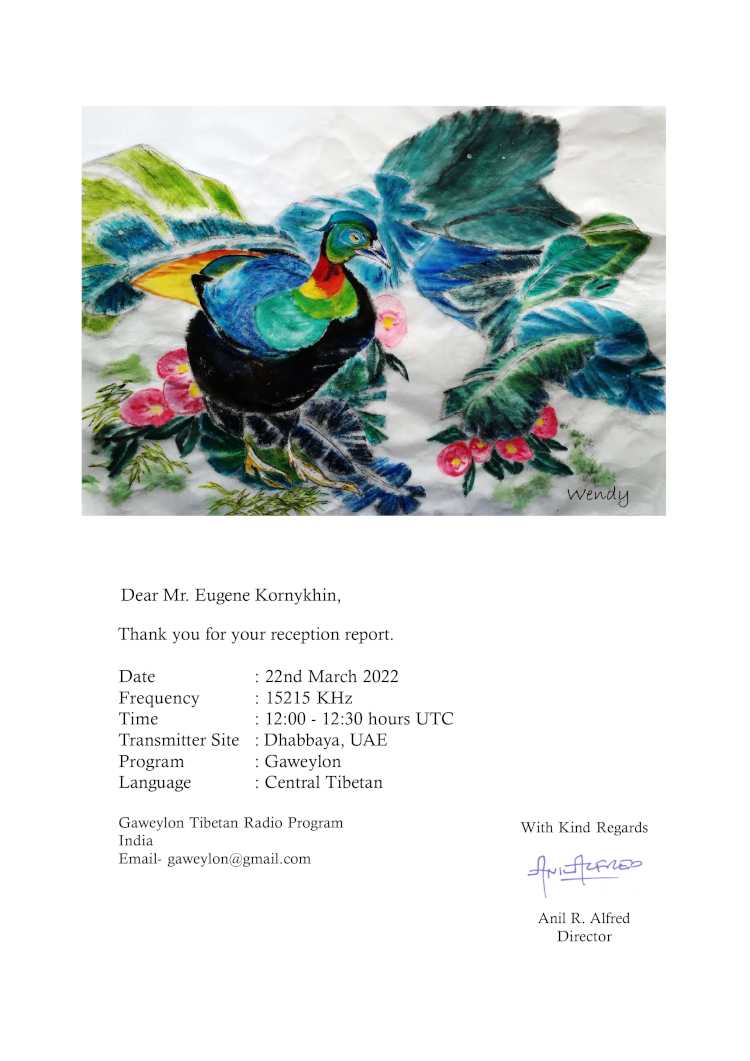 Wendy
Dear Mr. Eugene Kornykhin,
Thank you for your reception report.
Date : 22nd March 2022
Frequency : 15215 KHz
Time : 12:00 - 12:30 hours UTC
Transmitter Site : Dhabbaya, UAE
Program : Gaweylon
Language : Central Tibetan
Gaweylon Tibetan Radio Program
India
Email- gaweylon@gmail.com
With Kind Regards
Anil Alfred
Anil R. Alfred
Director